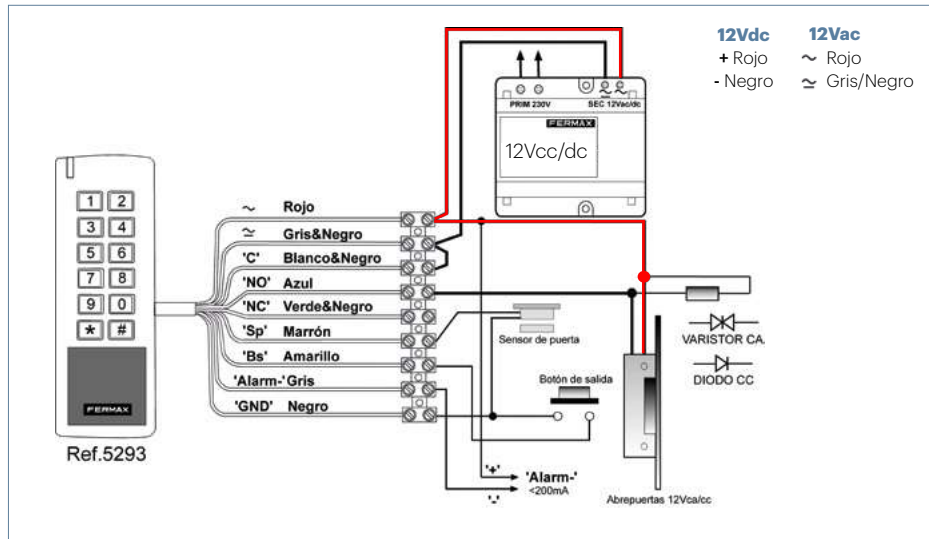 12Vdc 12Vac
+ Rojo ~ Rojo
- Negro ≃ Gris/Negro
PRIM 230V SEC 12Vac/dc
FERMAX
12Vcc/dc
1 2
3 4
5 6
7 8
9 0
* #
FERMAX
Ref.5293
~ Rojo
≃ Gris&Negro
'C' Blanco&Negro
'NO' Azul
'NC' Verde&Negro
'Sp' Marrón
'Bs' Amarillo
'Alarm-' Gris
'GND' Negro
Sensor de puerta
Botón de salida
'+'
'Alarm-'
<200mA
'-'
VARISTOR CA.
DIODO CC
Abrepuertas 12Vca/cc